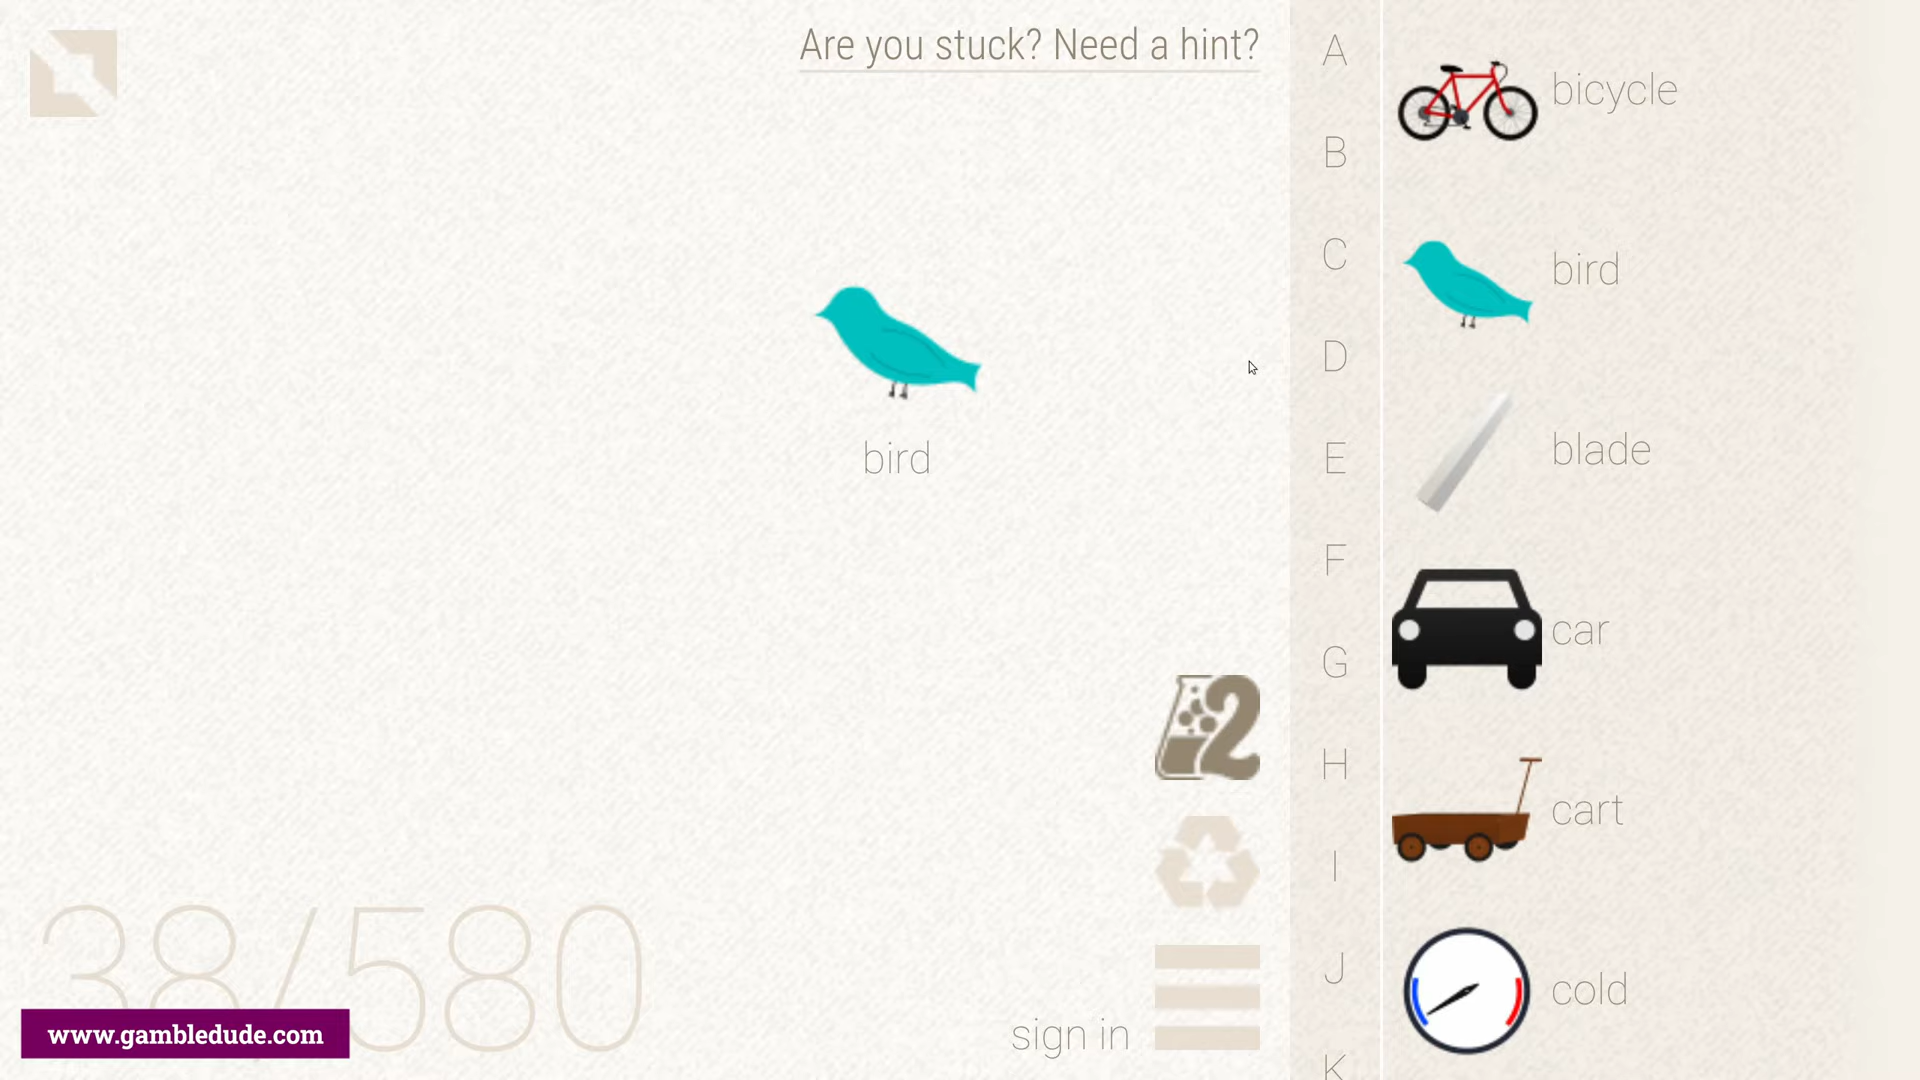 Are you stuck? Need a hint?
bird
2
38/580
www.gambledude.com
sign in
A
B
C
D
E
F
G
H
I
J
K
bicycle
bird
blade
car
cart
cold